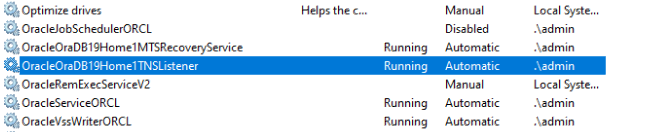 Optimize drives Helps the c... Manual Local Syste...
OracleJobSchedulerORCL Disabled .\admin
OracleOraDB19Home1MTSRecoveryService Running Automatic .\admin
OracleOraDB19Home1TNSListener Running Automatic .\admin
OracleRemExecServiceV2 Manual Local Syste...
OracleServiceORCL Running Automatic .\admin
OracleVssWriterORCL Running Automatic .\admin